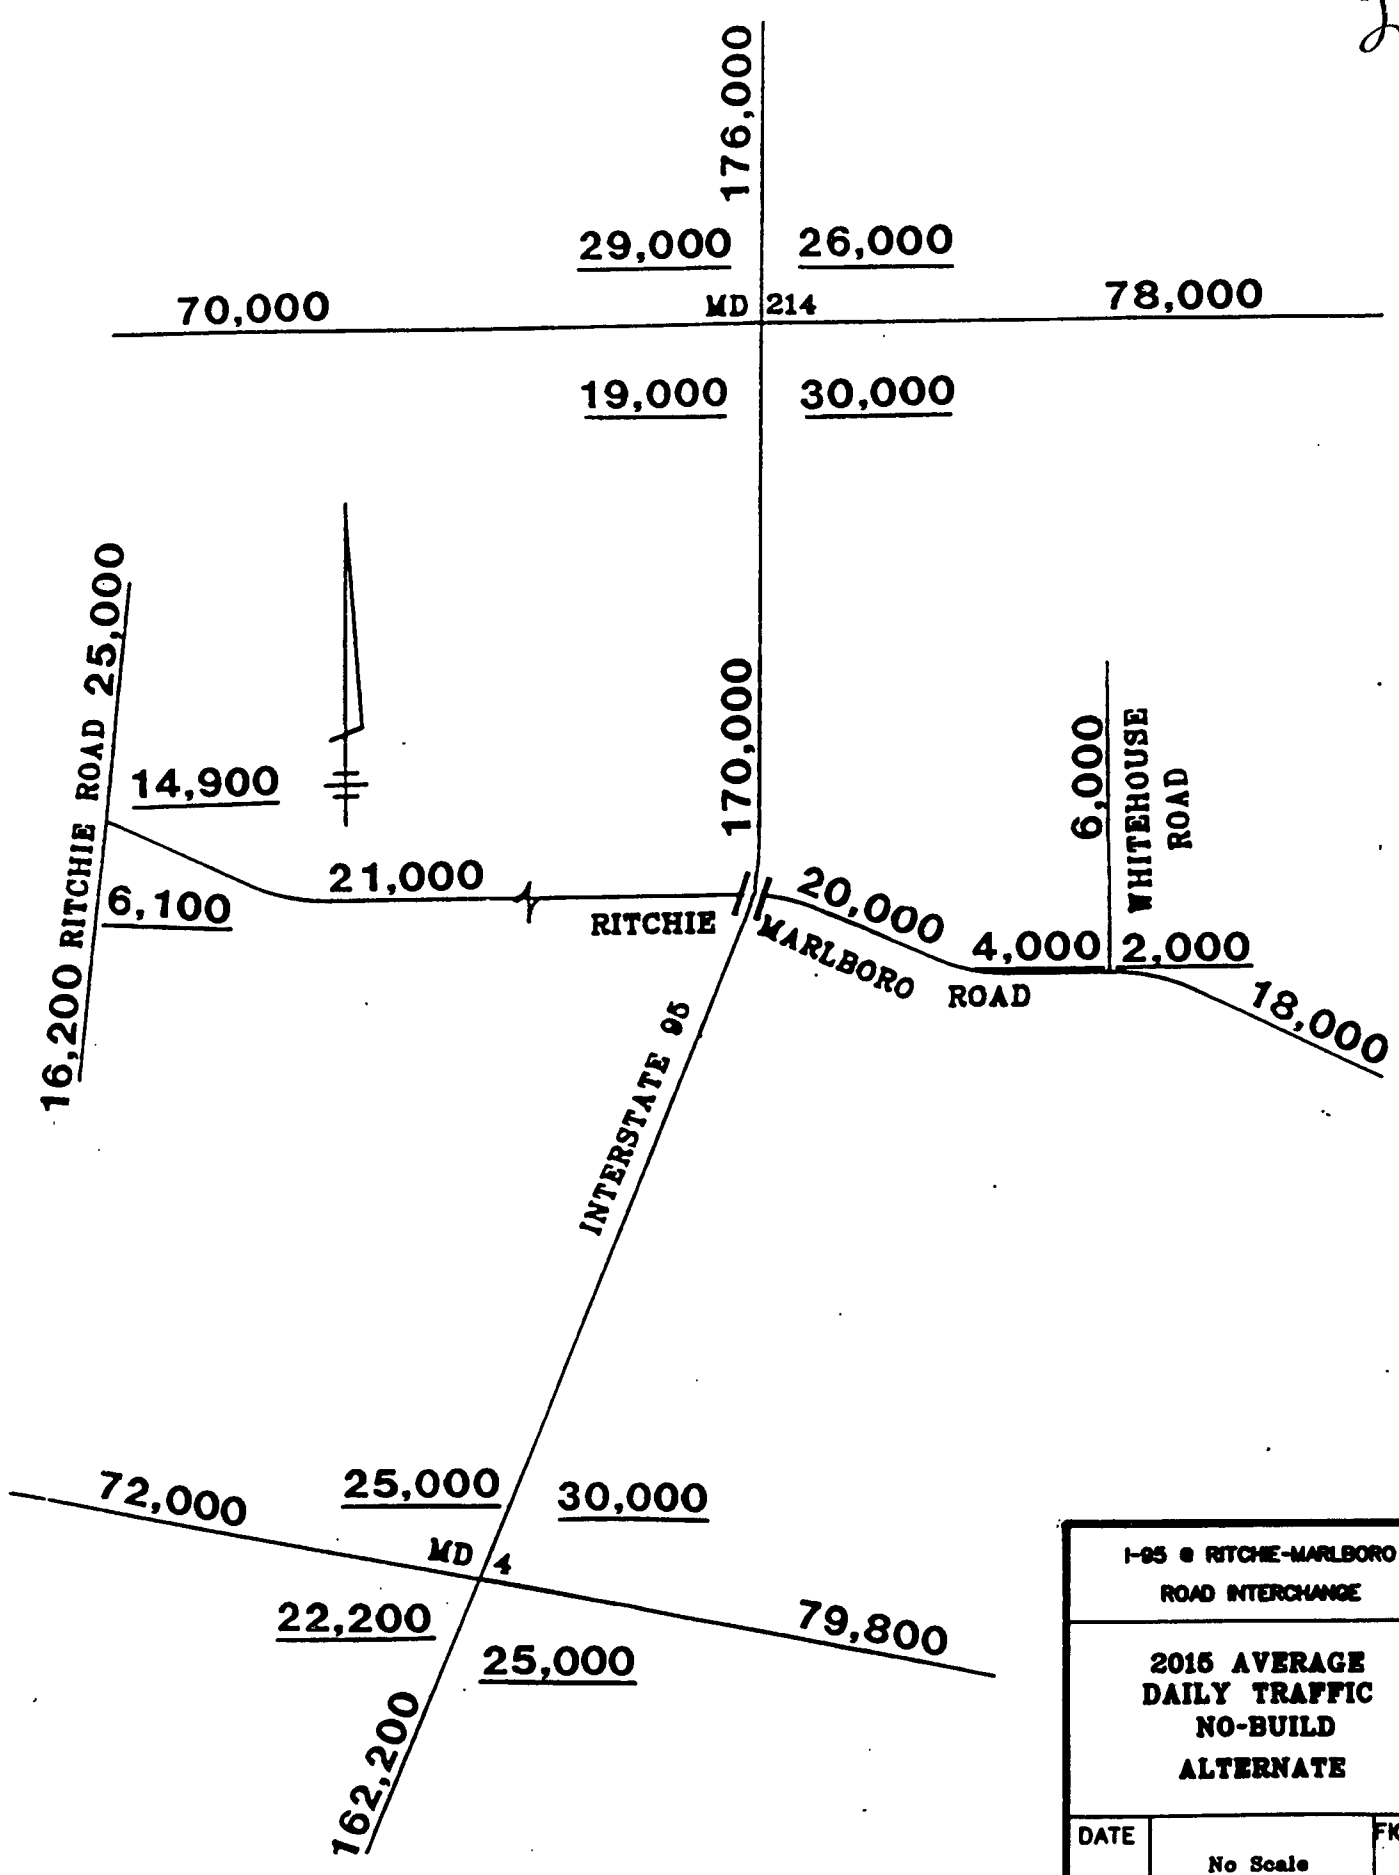 176,000
29,000 26,000
70,000 MD 214 78,000
19,000 30,000
16,200 RITCHIE ROAD 25,000
170,000
6,000
WHITEHOUSE
ROAD
14,900
21,000
6,100
RITCHIE MARLBORO ROAD
20,000
4,000 2,000
18,000
INTERSTATE 95
72,000
25,000 30,000
MD 4
22,200 25,000
79,800
162,200
I-95 @ RITCHIE-MARLBORO
ROAD INTERCHANGE
2015 AVERAGE
DAILY TRAFFIC
NO-BUILD
ALTERNATE
DATE
No Scale